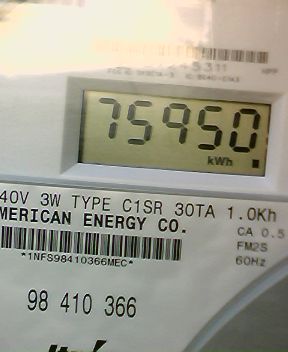 75950
kWh
40V 3W TYPE C1SR 30TA 1.0Kh
MERICAN ENERGY CO.
CA 0.5
*1NFS98410366MEC*
FM2S
60Hz
98 410 366